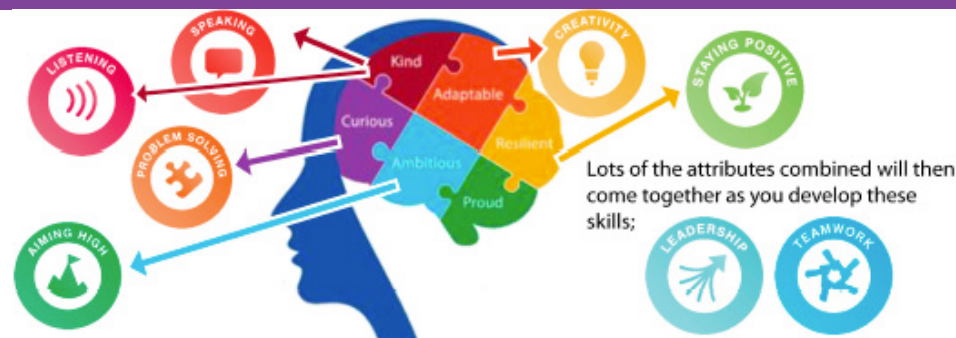 SPEAKING
CREATIVITY
LISTENING
STAYING POSITIVE
Kind
Adaptable
Curious
Resilient
PROBLEM SOLVING
Ambitious
Proud
Lots of the attributes combined will then
come together as you develop these
skills;
AIMING HIGH
LEADERSHIP
TEAMWORK